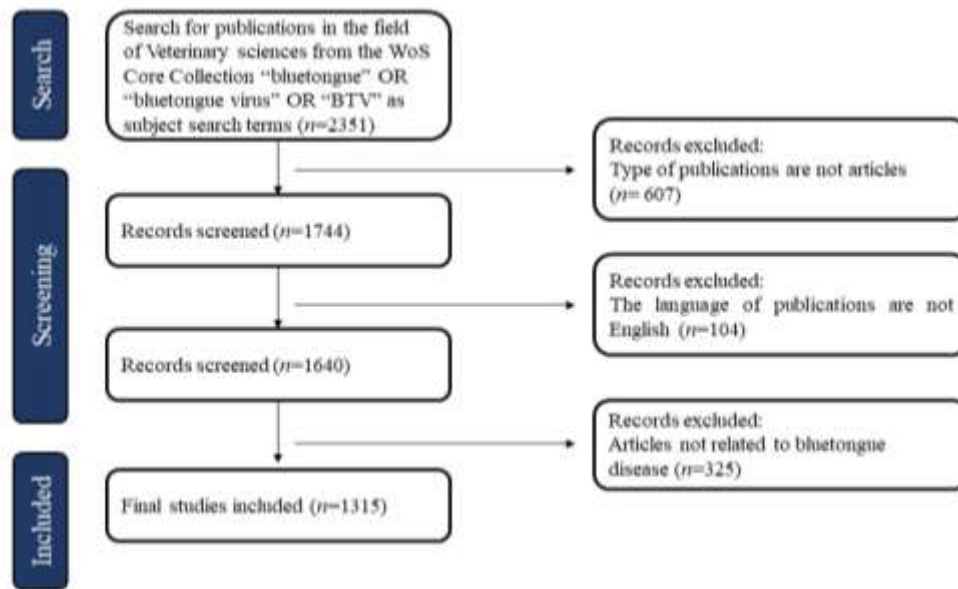 Search
Search for publications in the field
of Veterinary sciences from the WoS
Core Collection “bluetongue” OR
“bluetongue virus” OR “BTV” as
subject search terms (n=2351)
Records excluded:
Type of publications are not articles
(n= 607)
Screening
Records screened (n=1744)
Records excluded:
The language of publications are not
English (n=104)
Records screened (n=1640)
Records excluded:
Articles not related to bluetongue
disease (n=325)
Included
Final studies included (n=1315)